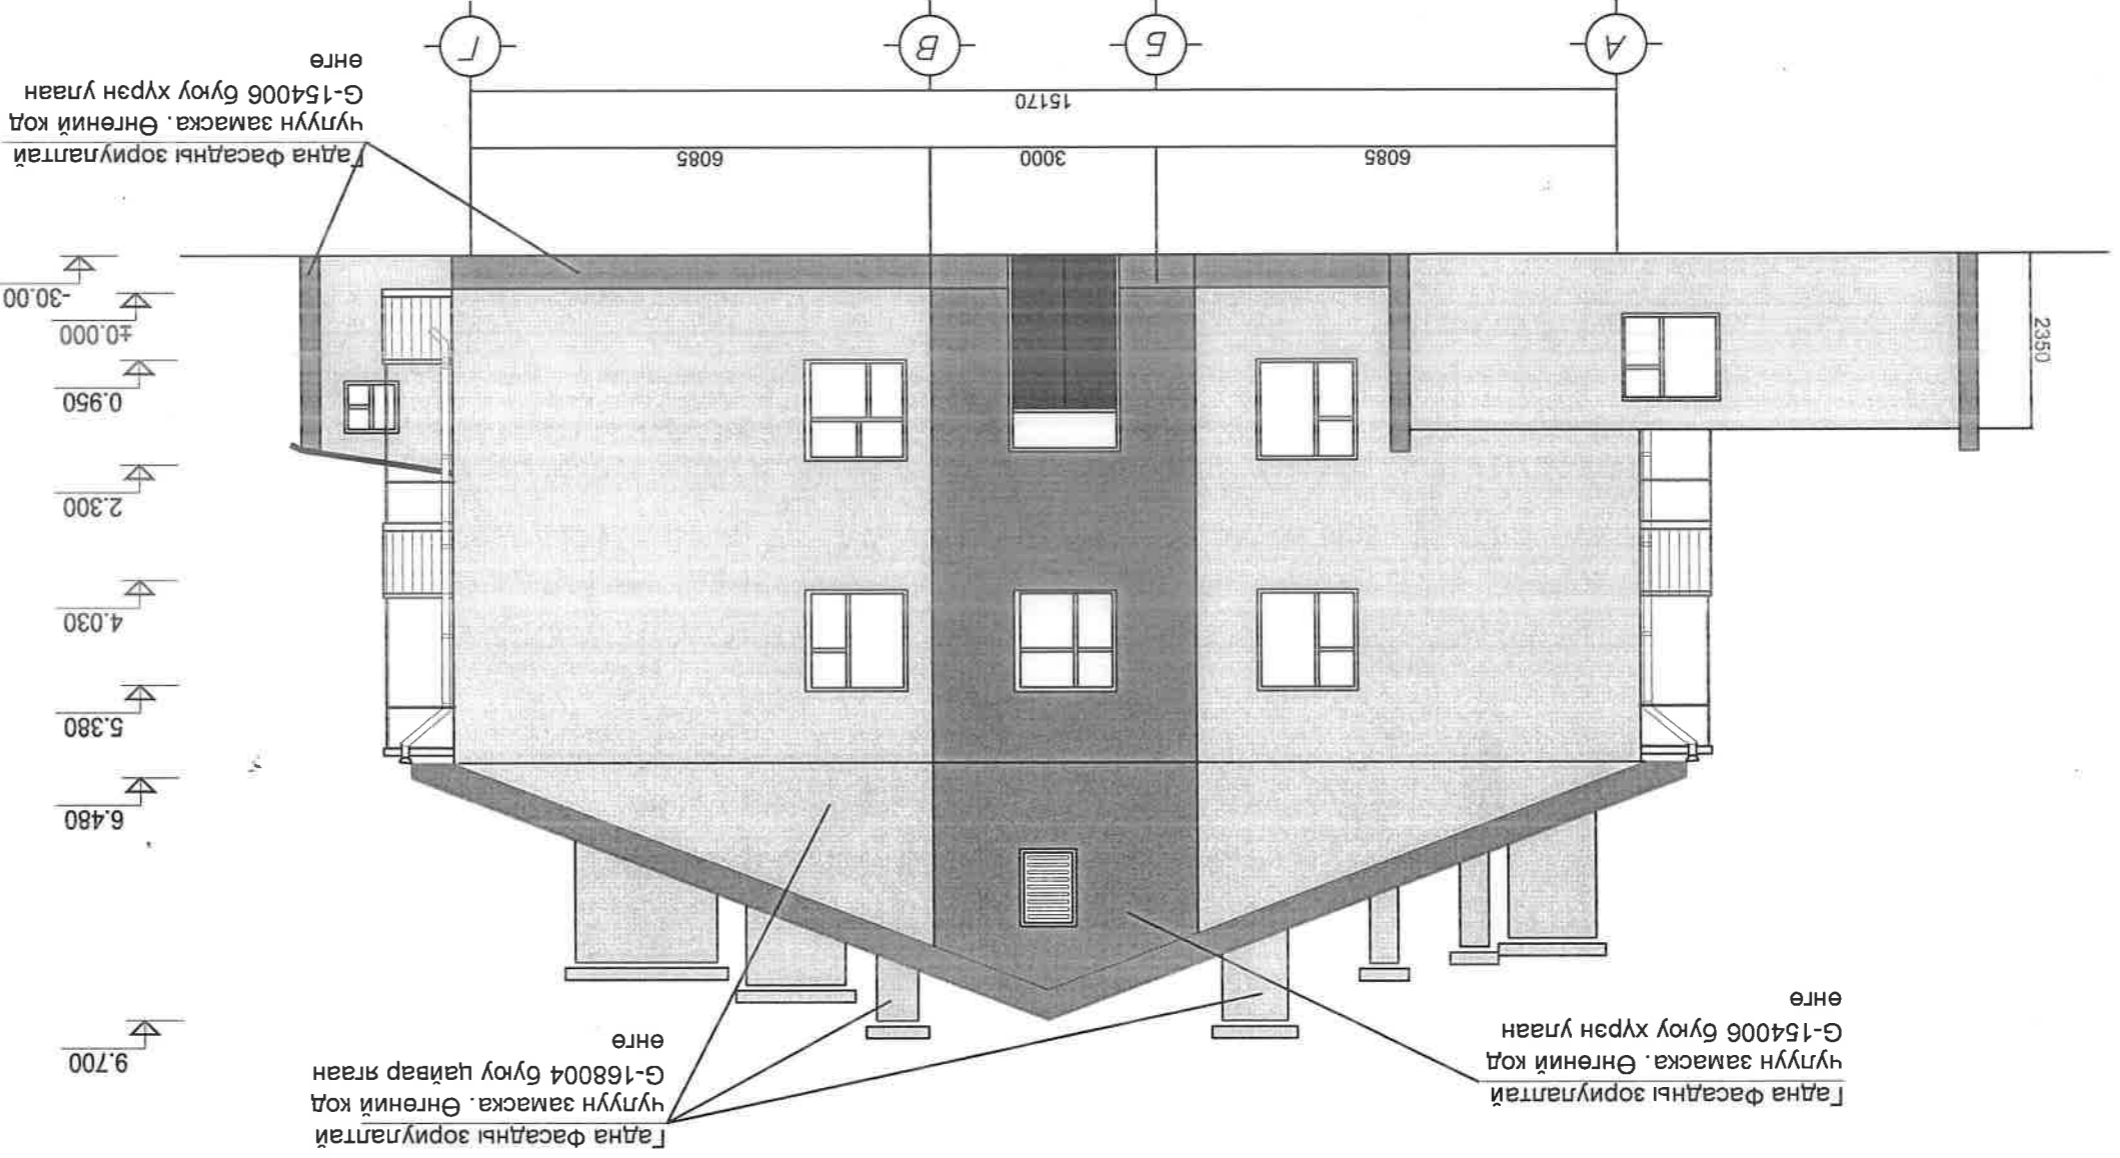 Гадна Фасадны зориулалтай
чулуун замаска. Өнгөний код
G-168004 буюу цайвар ягаан
өнгө
Гадна Фасадны зориулалтай
чулуун замаска. Өнгөний код
G-154006 буюу хүрэн улаан
өнгө
9.700
6.480
5.380
4.030
2.300
0.950
±0.000
-30.00
2350
Гадна Фасадны зориулалтай
чулуун замаска. Өнгөний код
G-154006 буюу хүрэн улаан
өнгө
6085 3000 6085
15170
А Б В Г